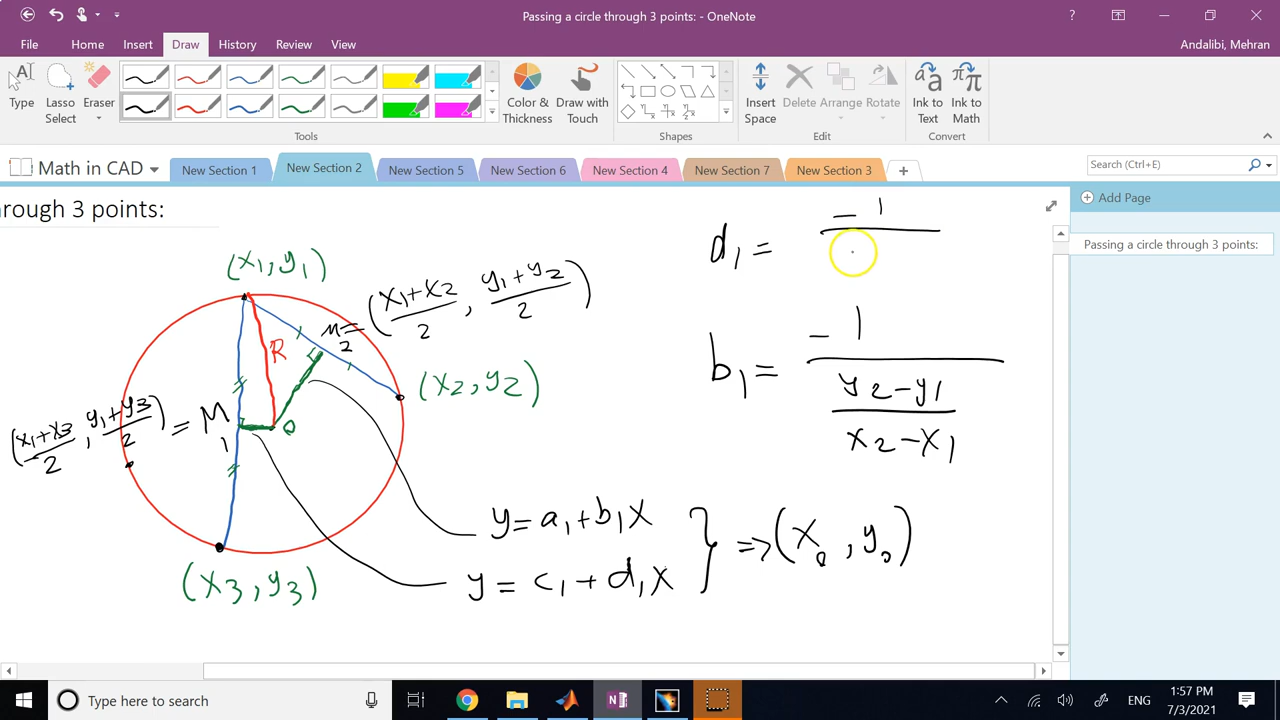 Passing a circle through 3 points: - OneNote
?
File Home Insert Draw History Review View
Andalibi, Mehran
Type
Lasso Select
Eraser
Color & Thickness
Draw with Touch
Insert Space
Delete
Arrange
Rotate
Ink to Text
Ink to Math
Tools
Shapes
Edit
Convert
Math in CAD
New Section 1
New Section 2
New Section 5
New Section 6
New Section 4
New Section 7
New Section 3
Search (Ctrl+E)
Add Page
Passing a circle through 3 points:
hrough 3 points:
d1 = -1
(x1, y1)
M2 = ((x1+x2)/2, (y1+y2)/2)
R
b1 = -1/((y2-y1)/(x2-x1))
(x2, y2)
((x1+x3)/2, (y1+y3)/2) = M1
O
y = a1 + b1x
y = c1 + d1x
} => (x0, y0)
(x3, y3)
Type here to search
ENG
1:57 PM
7/3/2021